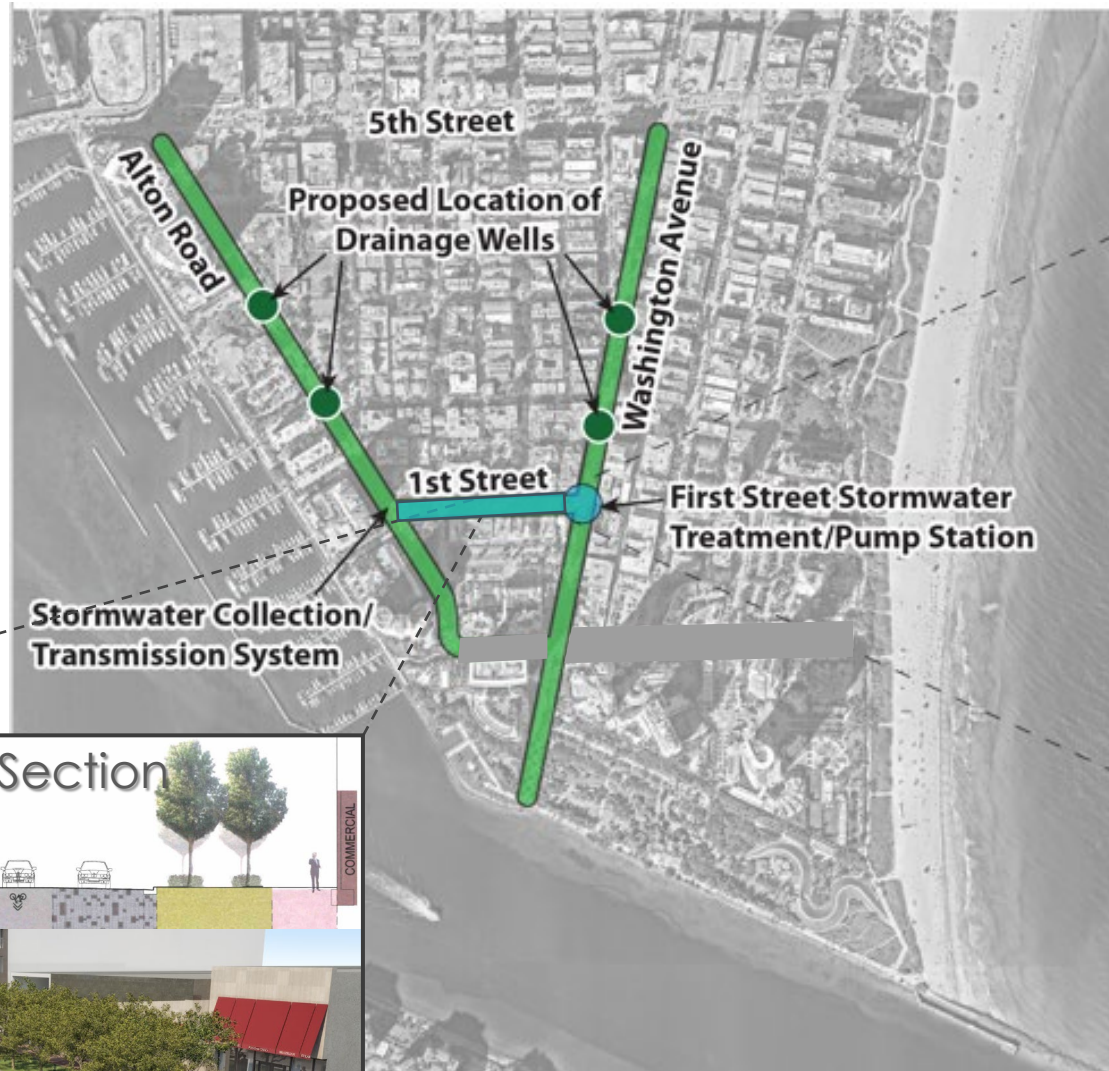 5th Street
Alton Road
Proposed Location of
Drainage Wells
Washington Avenue
1st Street
First Street Stormwater
Treatment/Pump Station
Stormwater Collection/
Transmission System
Section
COMMERCIAL